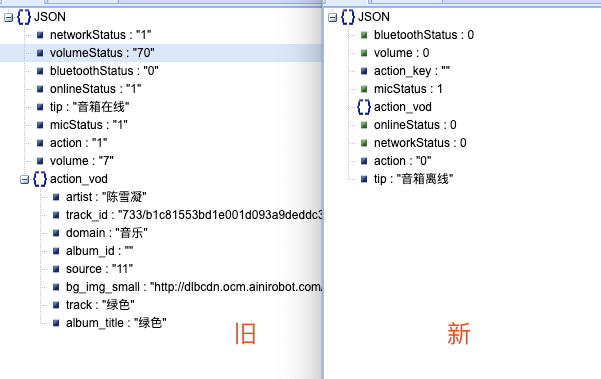 JSON
networkStatus : "1"
volumeStatus : "70"
bluetoothStatus : "0"
onlineStatus : "1"
tip : "音箱在线"
micStatus : "1"
action : "1"
volume : "7"
action_vod
artist : "陈雪凝"
track_id : "733/b1c81553bd1e001d093a9deddc3
domain : "音乐"
album_id : ""
source : "11"
bg_img_small : "http://dlbcdn.ocm.ainirobot.com/
track : "绿色"
album_title : "绿色"
旧
JSON
bluetoothStatus : 0
volume : 0
action_key : ""
micStatus : 1
action_vod
onlineStatus : 0
networkStatus : 0
action : "0"
tip : "音箱离线"
新